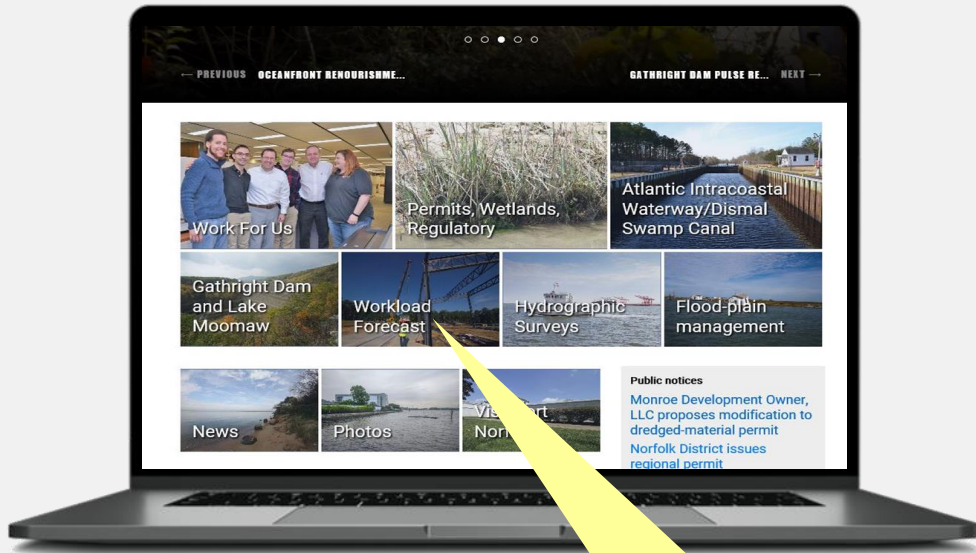 ← PREVIOUS OCEANFRONT RENOURISHME...
GATHRIGHT DAM PULSE RE... NEXT →
Work For Us
Permits, Wetlands,
Regulatory
Atlantic Intracoastal
Waterway/Dismal
Swamp Canal
Gathright Dam
and Lake
Moomaw
Workload
Forecast
Hydrographic
Surveys
Flood-plain
management
News
Photos
Public notices
Monroe Development Owner,
LLC proposes modification to
dredged-material permit
Norfolk District issues
regional permit